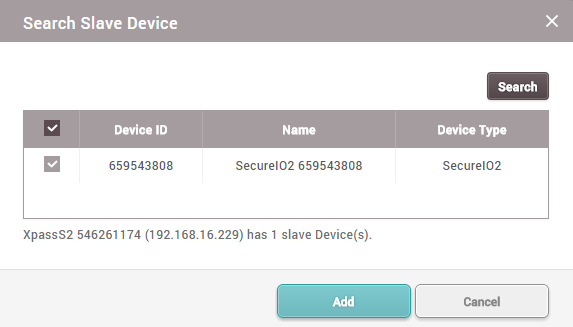 Search Slave Device
Search
Device ID Name Device Type
659543808 SecureIO2 659543808 SecureIO2
XpassS2 546261174 (192.168.16.229) has 1 slave Device(s).
Add Cancel